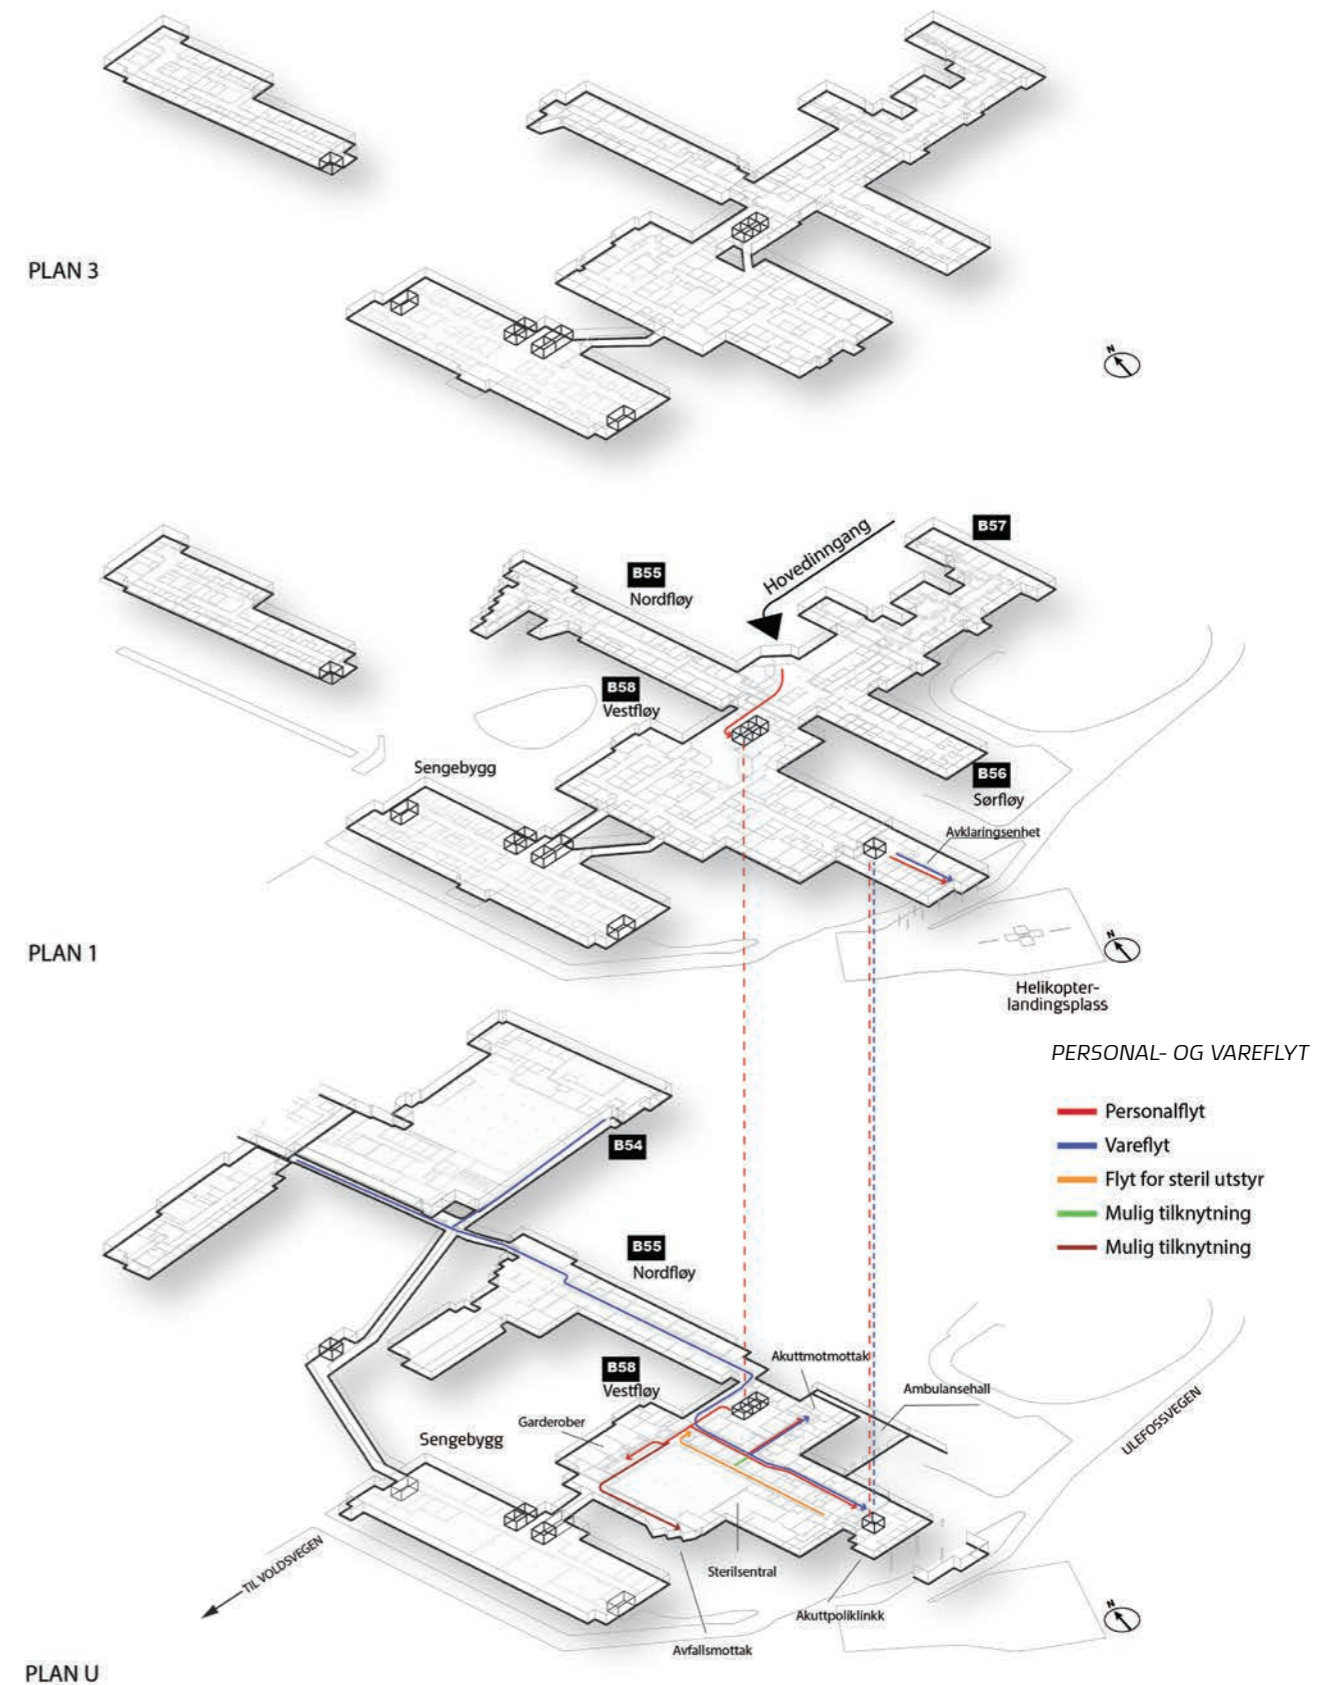 PLAN 3
N
B57
Hovedinngang
B55
Nordfløy
B58
Vestfløy
Sengebygg
B56
Sørfløy
Avklaringsenhet
PLAN 1
N
Helikopter-
landingsplass
PERSONAL- OG VAREFLYT
Personalflyt
Vareflyt
Flyt for steril utstyr
Mulig tilknytning
Mulig tilknytning
B54
B55
Nordfløy
B58
Vestfløy
Akuttmotmottak
Ambulansehall
Garderober
Sengebygg
ULEFOSSVEGEN
TIL VOLDSVEGEN
Sterilsentral
Akuttpoliklinkk
Avfallsmottak
N
PLAN U